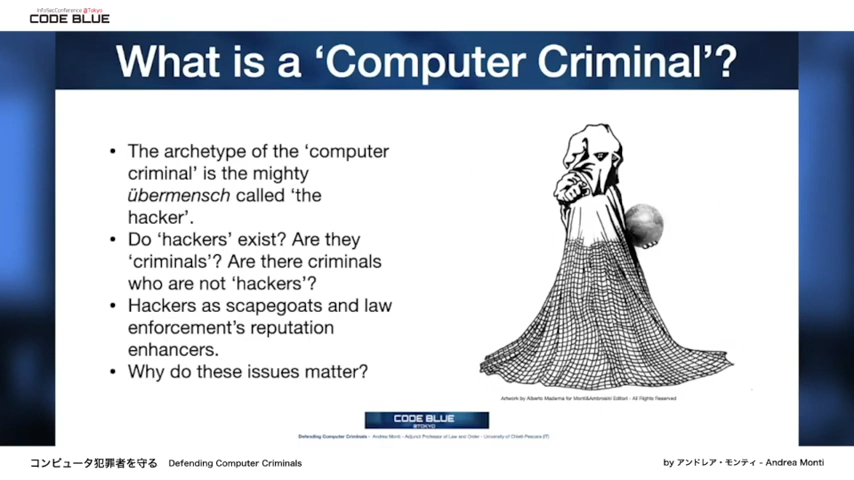 InfoSecConference @Tokyo
CODE BLUE
What is a ‘Computer Criminal’?
• The archetype of the ‘computer
criminal’ is the mighty
übermensch called ‘the
hacker’.
• Do ‘hackers’ exist? Are they
‘criminals’? Are there criminals
who are not ‘hackers’?
• Hackers as scapegoats and law
enforcement’s reputation
enhancers.
• Why do these issues matter?
Artwork by Alberto Madarna for Monti&Ambrosini Editori - All Rights Reserved
CODE BLUE
@TOKYO
Defending Computer Criminals - Andrea Monti - Adjunct Professor of Law and Order - University of Chieti-Pescara (IT)
コンピュータ犯罪者を守る Defending Computer Criminals
by アンドレア・モンティ - Andrea Monti